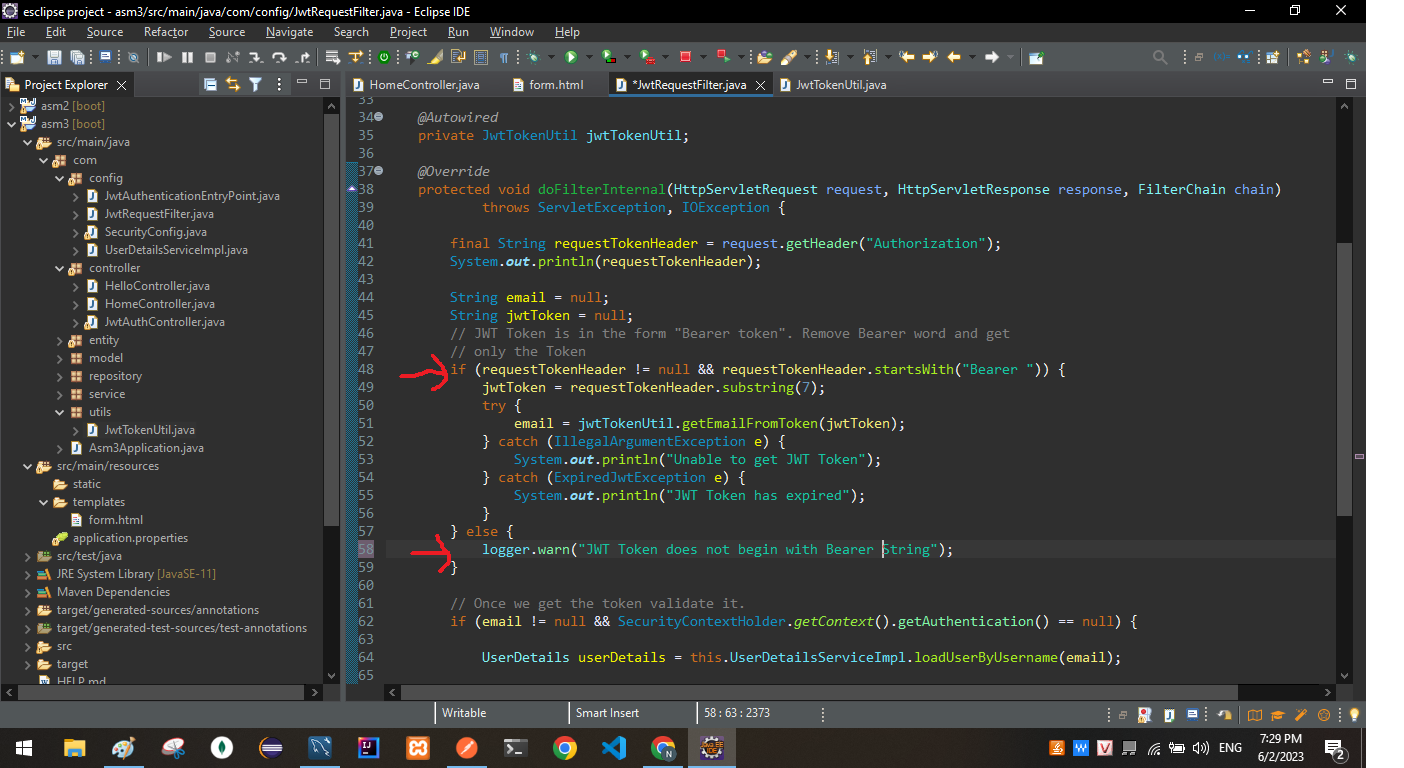 esclipse project - asm3/src/main/java/com/config/JwtRequestFilter.java - Eclipse IDE
File Edit Source Refactor Source Navigate Search Project Run Window Help
Project Explorer
HomeController.java form.html *JwtRequestFilter.java JwtTokenUtil.java
asm2 [boot]
asm3 [boot]
src/main/java
com
config
JwtAuthenticationEntryPoint.java
JwtRequestFilter.java
SecurityConfig.java
UserDetailsServiceImpl.java
controller
HelloController.java
HomeController.java
JwtAuthController.java
entity
model
repository
service
utils
JwtTokenUtil.java
Asm3Application.java
src/main/resources
static
templates
form.html
application.properties
src/test/java
JRE System Library [JavaSE-11]
Maven Dependencies
target/generated-sources/annotations
target/generated-test-sources/test-annotations
src
target
HELP.md
33
34 @Autowired
35 private JwtTokenUtil jwtTokenUtil;
36
37 @Override
38 protected void doFilterInternal(HttpServletRequest request, HttpServletResponse response, FilterChain chain)
39 throws ServletException, IOException {
40
41 final String requestTokenHeader = request.getHeader("Authorization");
42 System.out.println(requestTokenHeader);
43
44 String email = null;
45 String jwtToken = null;
46 // JWT Token is in the form "Bearer token". Remove Bearer word and get
47 // only the Token
48 if (requestTokenHeader != null && requestTokenHeader.startsWith("Bearer ")) {
49 jwtToken = requestTokenHeader.substring(7);
50 try {
51 email = jwtTokenUtil.getEmailFromToken(jwtToken);
52 } catch (IllegalArgumentException e) {
53 System.out.println("Unable to get JWT Token");
54 } catch (ExpiredJwtException e) {
55 System.out.println("JWT Token has expired");
56 }
57 } else {
58 logger.warn("JWT Token does not begin with Bearer String");
59 }
60
61 // Once we get the token validate it.
62 if (email != null && SecurityContextHolder.getContext().getAuthentication() == null) {
63
64 UserDetails userDetails = this.UserDetailsServiceImpl.loadUserByUsername(email);
65
Writable Smart Insert 58 : 63 : 2373
ENG
7:29 PM
6/2/2023
2